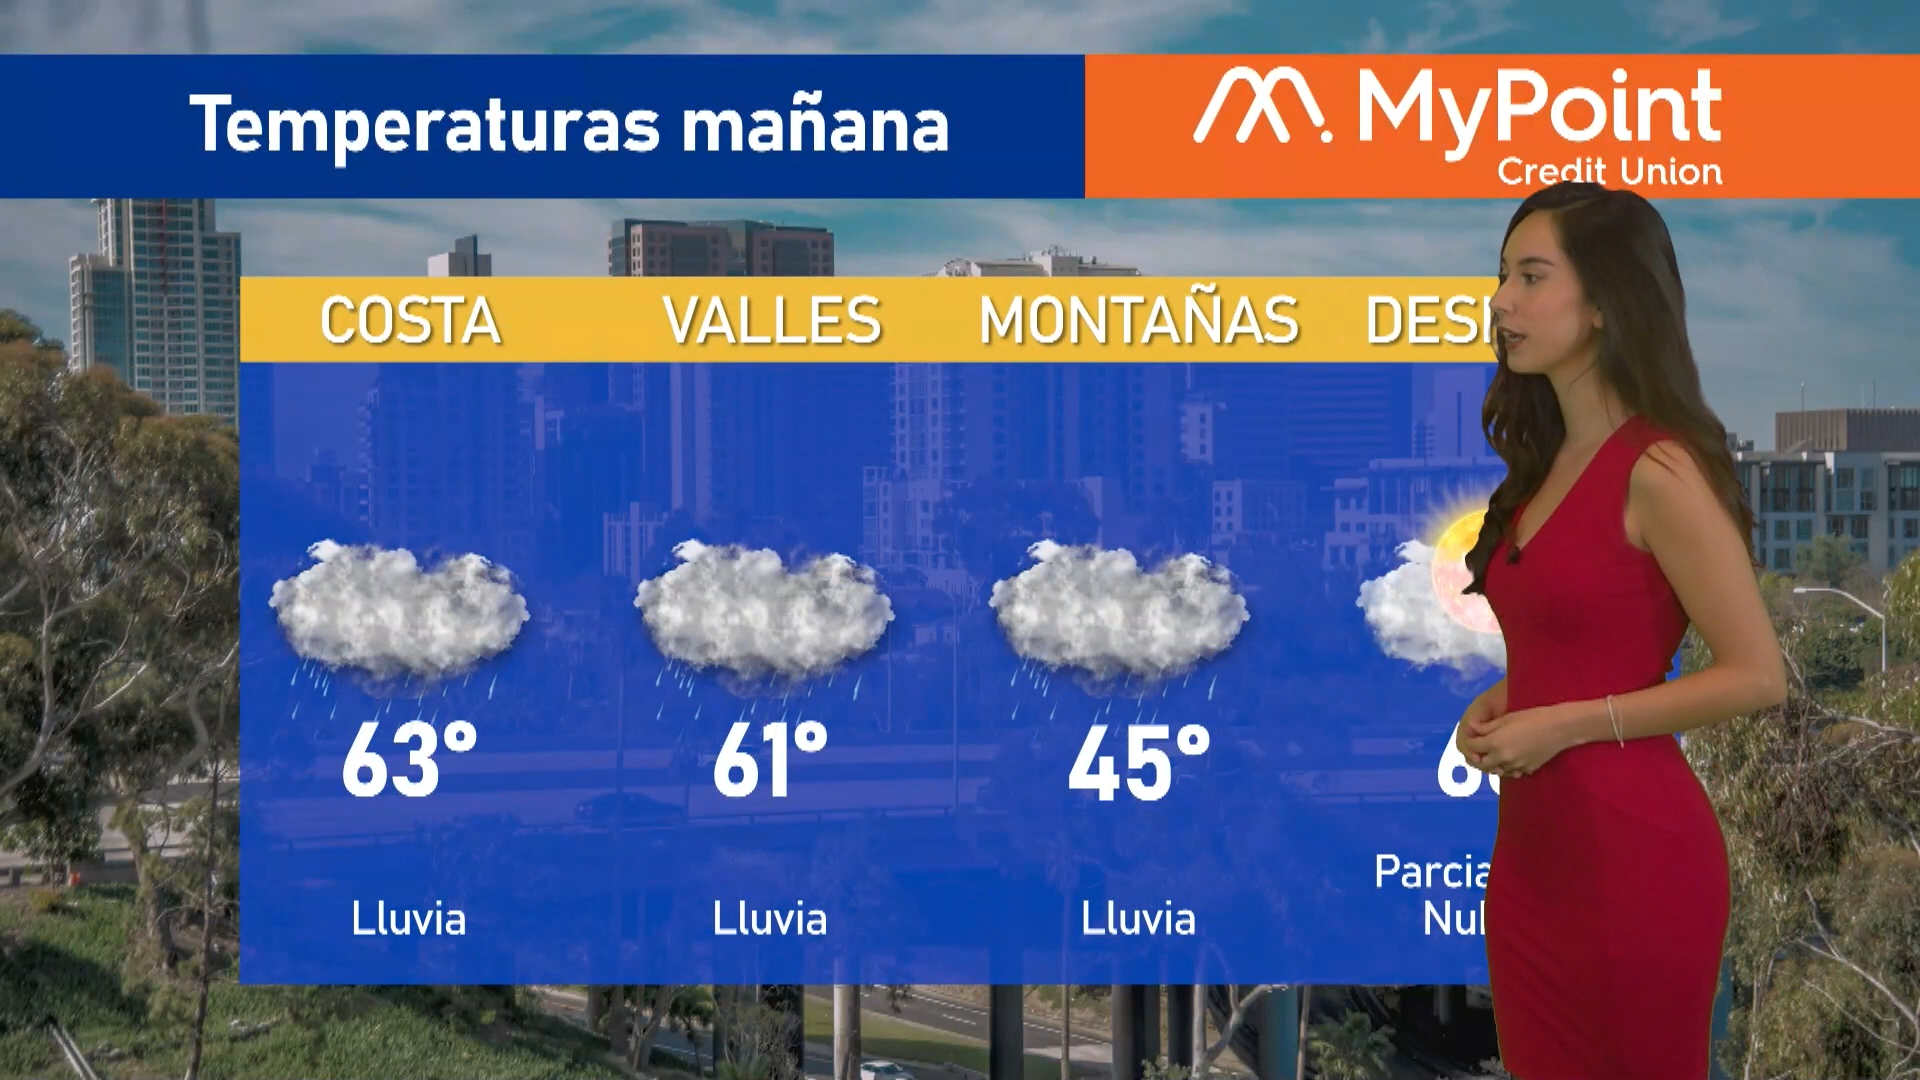 Temperaturas mañana
MyPoint
Credit Union
COSTA VALLES MONTAÑAS
63° 61° 45°
Lluvia Lluvia Lluvia